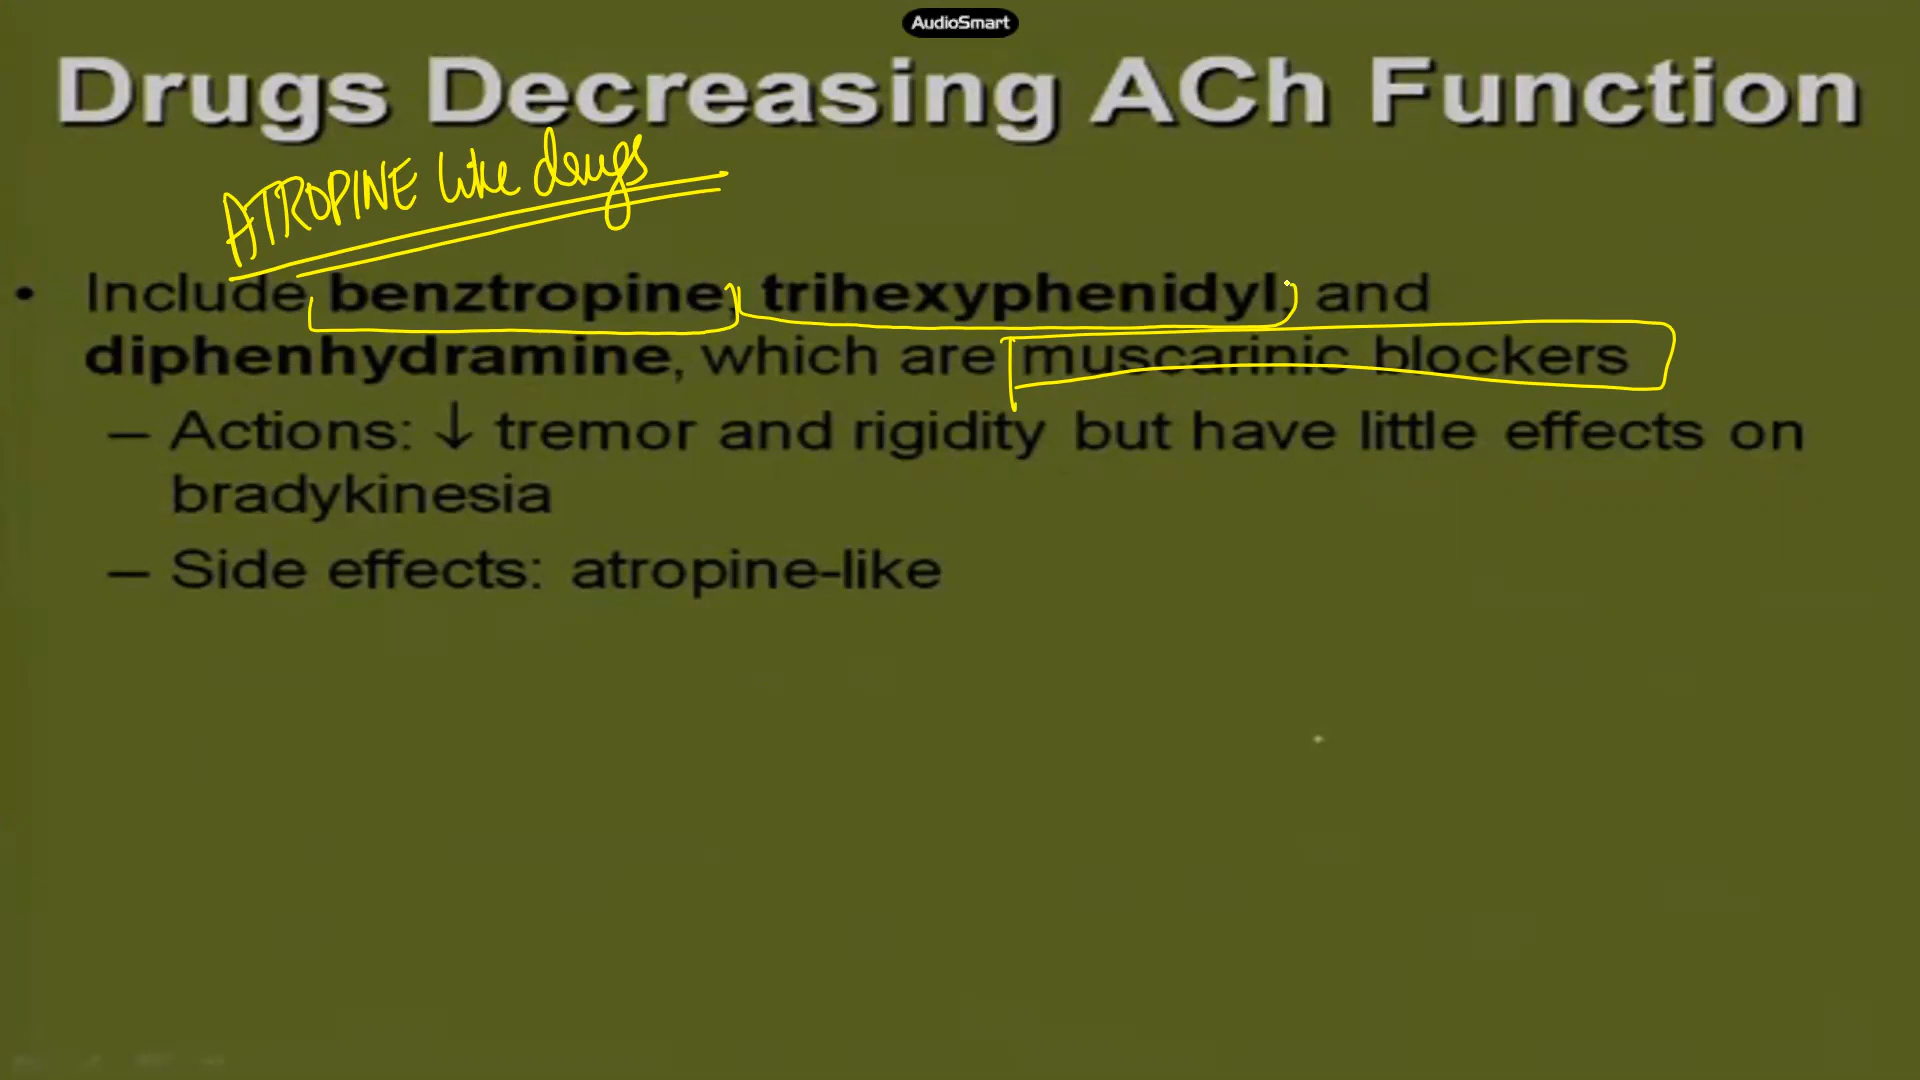 AudioSmart
Drugs Decreasing ACh Function
ATROPINE like drugs
• Include benztropine, trihexyphenidyl, and
diphenhydramine, which are muscarinic blockers
– Actions: ↓ tremor and rigidity but have little effects on
bradykinesia
– Side effects: atropine-like